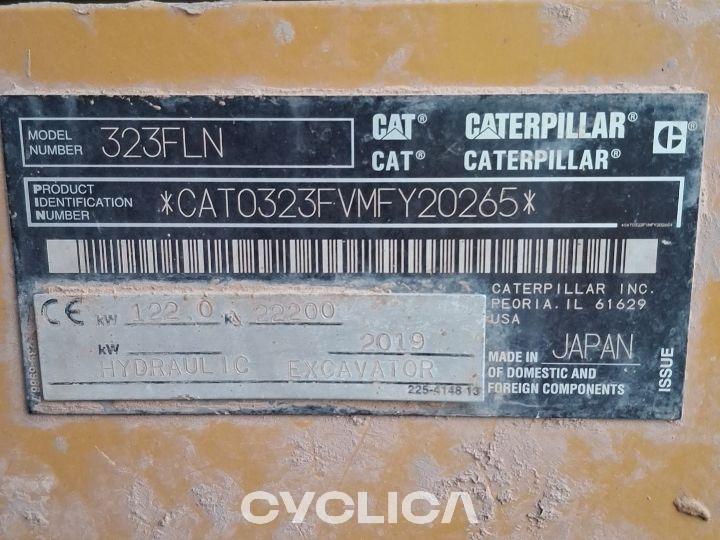 MODEL NUMBER 323FLN
CAT® CATERPILLAR®
CAT® CATERPILLAR®
PRODUCT IDENTIFICATION NUMBER *CAT0323FVMFY20265*
*CAT0323FVMFY20265*
CATERPILLAR INC.
PEORIA. IL 61629
USA
CE kW 122.0 kg 22200
kW 2019
HYDRAULIC EXCAVATOR
225-4148 13
MADE IN JAPAN
OF DOMESTIC AND
FOREIGN COMPONENTS
ISSUE
CYCLICA